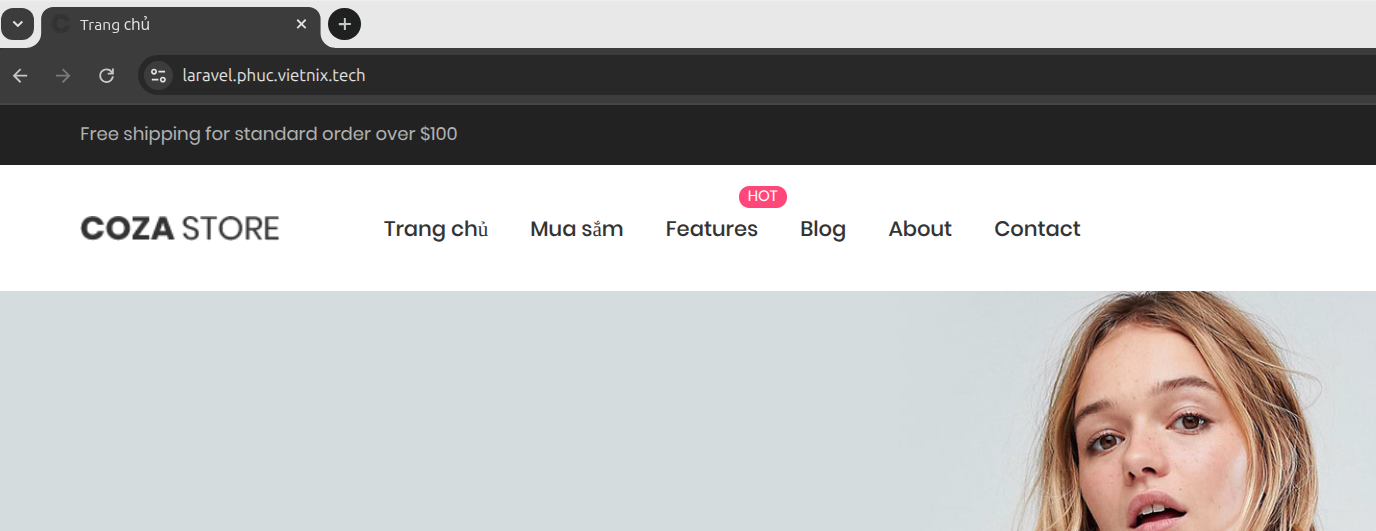 Trang chủ
laravel.phuc.vietnix.tech
Free shipping for standard order over $100
HOT
COZA STORE Trang chủ Mua sắm Features Blog About Contact